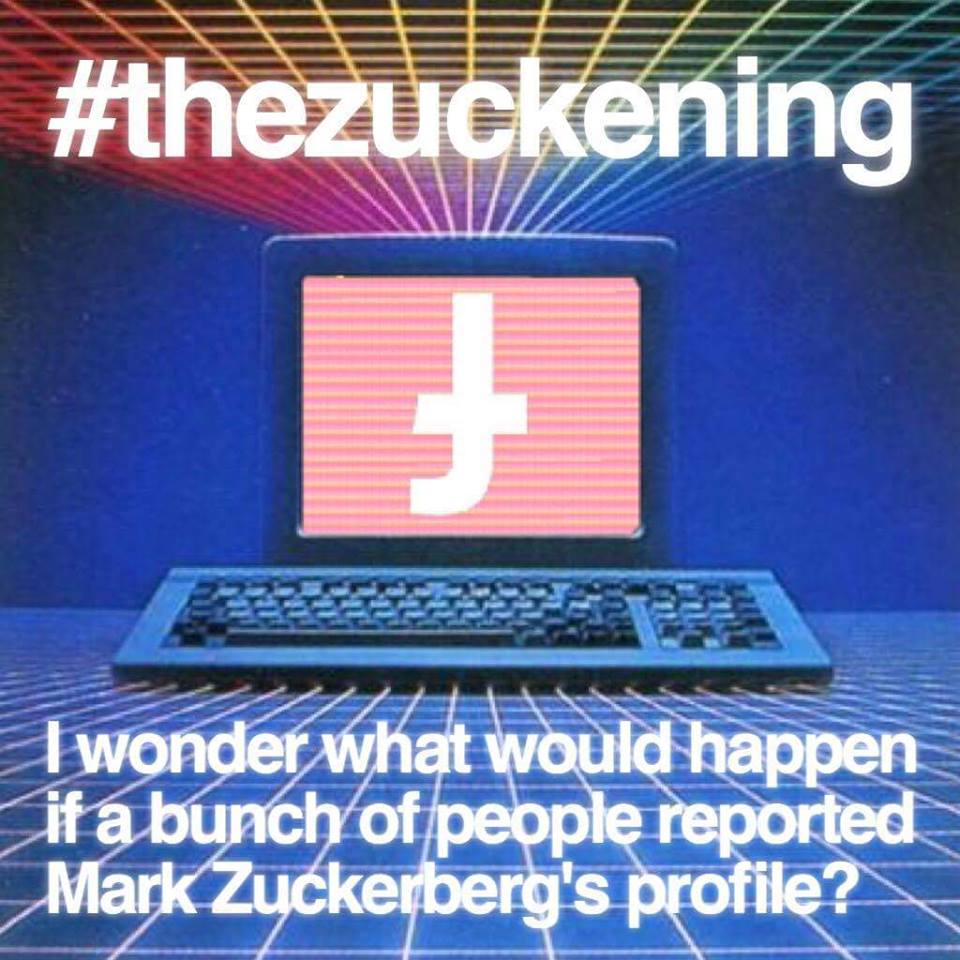 #thezuckening
I wonder what would happen
if a bunch of people reported
Mark Zuckerberg's profile?